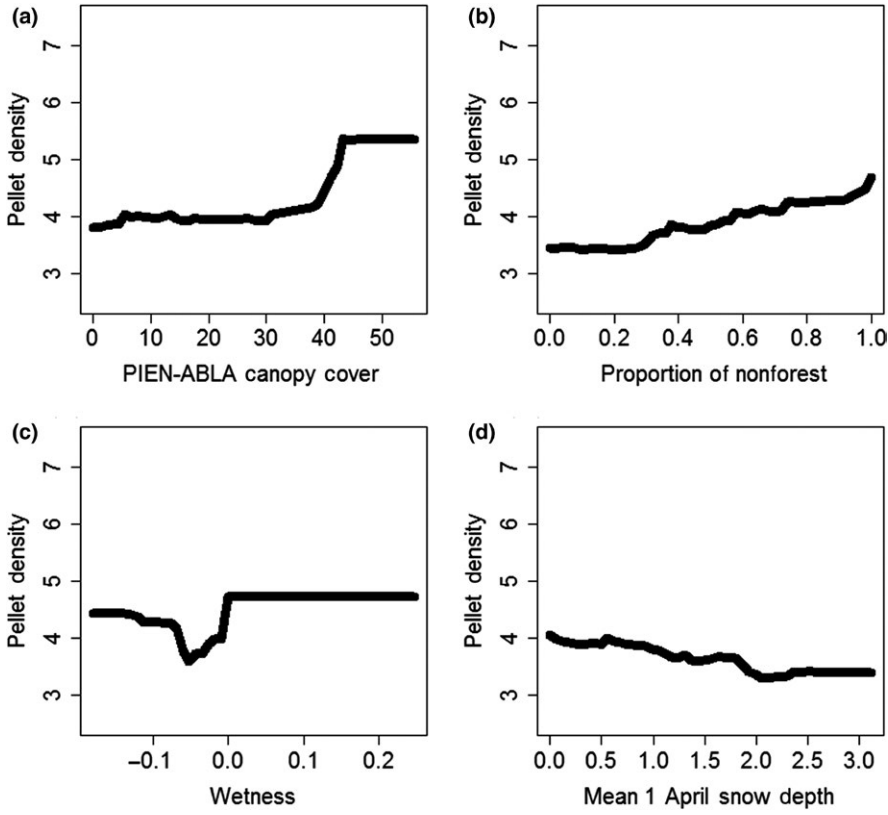 (a)
Pellet density
7
6
5
4
3
0 10 20 30 40 50
PIEN-ABLA canopy cover
(b)
Pellet density
7
6
5
4
3
0.0 0.2 0.4 0.6 0.8 1.0
Proportion of nonforest
(c)
Pellet density
7
6
5
4
3
–0.1 0.0 0.1 0.2
Wetness
(d)
Pellet density
7
6
5
4
3
0.0 0.5 1.0 1.5 2.0 2.5 3.0
Mean 1 April snow depth